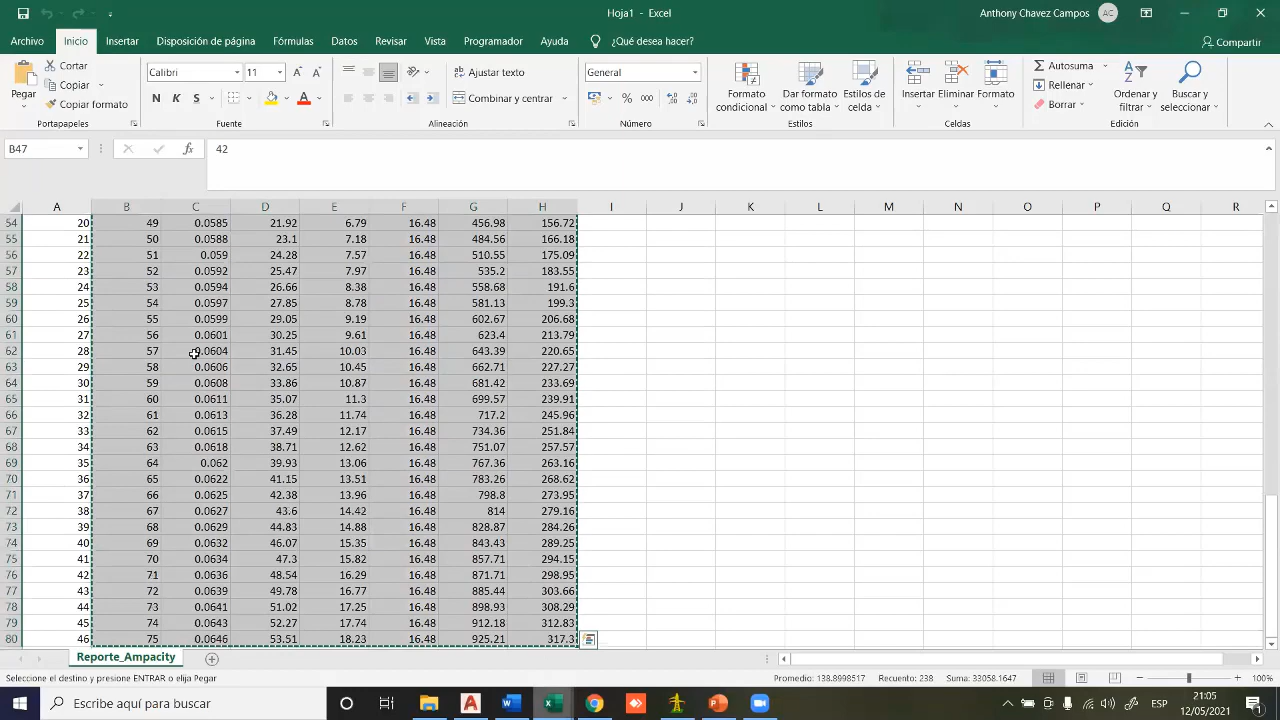 Hoja1 - Excel
Anthony Chavez Campos
AC
Archivo Inicio Insertar Disposición de página Fórmulas Datos Revisar Vista Programador Ayuda ¿Qué desea hacer? Compartir
Pegar
Cortar
Copiar
Copiar formato
Portapapeles
Calibri 11
N K S
Fuente
Ajustar texto
Combinar y centrar
Alineación
General
% 000
Número
Formato condicional
Dar formato como tabla
Estilos de celda
Estilos
Insertar Eliminar Formato
Celdas
Autosuma
Rellenar
Borrar
Ordenar y filtrar
Buscar y seleccionar
Edición
B47 fx 42
A B C D E F G H I J K L M N O P Q R
54 20 49 0.0585 21.92 6.79 16.48 456.98 156.72
55 21 50 0.0588 23.1 7.18 16.48 484.56 166.18
56 22 51 0.059 24.28 7.57 16.48 510.55 175.09
57 23 52 0.0592 25.47 7.97 16.48 535.2 183.55
58 24 53 0.0594 26.66 8.38 16.48 558.68 191.6
59 25 54 0.0597 27.85 8.78 16.48 581.13 199.3
60 26 55 0.0599 29.05 9.19 16.48 602.67 206.68
61 27 56 0.0601 30.25 9.61 16.48 623.4 213.79
62 28 57 0.0604 31.45 10.03 16.48 643.39 220.65
63 29 58 0.0606 32.65 10.45 16.48 662.71 227.27
64 30 59 0.0608 33.86 10.87 16.48 681.42 233.69
65 31 60 0.0611 35.07 11.3 16.48 699.57 239.91
66 32 61 0.0613 36.28 11.74 16.48 717.2 245.96
67 33 62 0.0615 37.49 12.17 16.48 734.36 251.84
68 34 63 0.0618 38.71 12.62 16.48 751.07 257.57
69 35 64 0.062 39.93 13.06 16.48 767.36 263.16
70 36 65 0.0622 41.15 13.51 16.48 783.26 268.62
71 37 66 0.0625 42.38 13.96 16.48 798.8 273.95
72 38 67 0.0627 43.6 14.42 16.48 814 279.16
73 39 68 0.0629 44.83 14.88 16.48 828.87 284.26
74 40 69 0.0632 46.07 15.35 16.48 843.43 289.25
75 41 70 0.0634 47.3 15.82 16.48 857.71 294.15
76 42 71 0.0636 48.54 16.29 16.48 871.71 298.95
77 43 72 0.0639 49.78 16.77 16.48 885.44 303.66
78 44 73 0.0641 51.02 17.25 16.48 898.93 308.29
79 45 74 0.0643 52.27 17.74 16.48 912.18 312.83
80 46 75 0.0646 53.51 18.23 16.48 925.21 317.3
Reporte_Ampacity
Seleccione el destino y presione ENTRAR o elija Pegar
Promedio: 138.8998517 Recuento: 238 Suma: 33058.1647 100%
Escribe aquí para buscar
ESP
21:05
12/05/2021